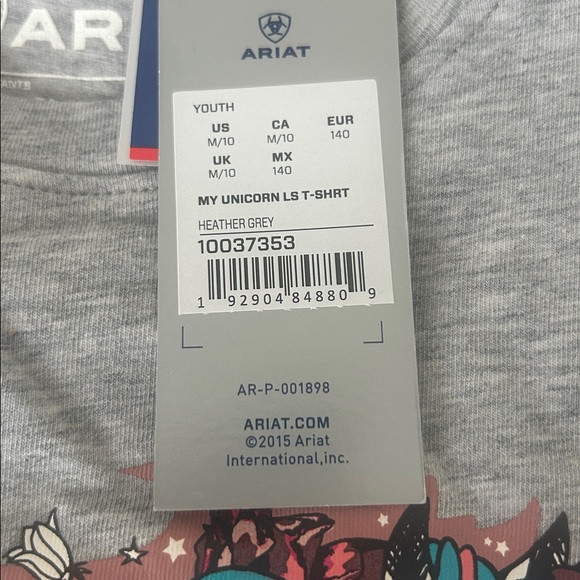 AR
ARIAT
YOUTH
US CA EUR
M/10 M/10 140
UK MX
M/10 140
MY UNICORN LS T-SHRT
HEATHER GREY
10037353
1 92904 84880 9
AR-P-001898
ARIAT.COM
©2015 Ariat
International,inc.